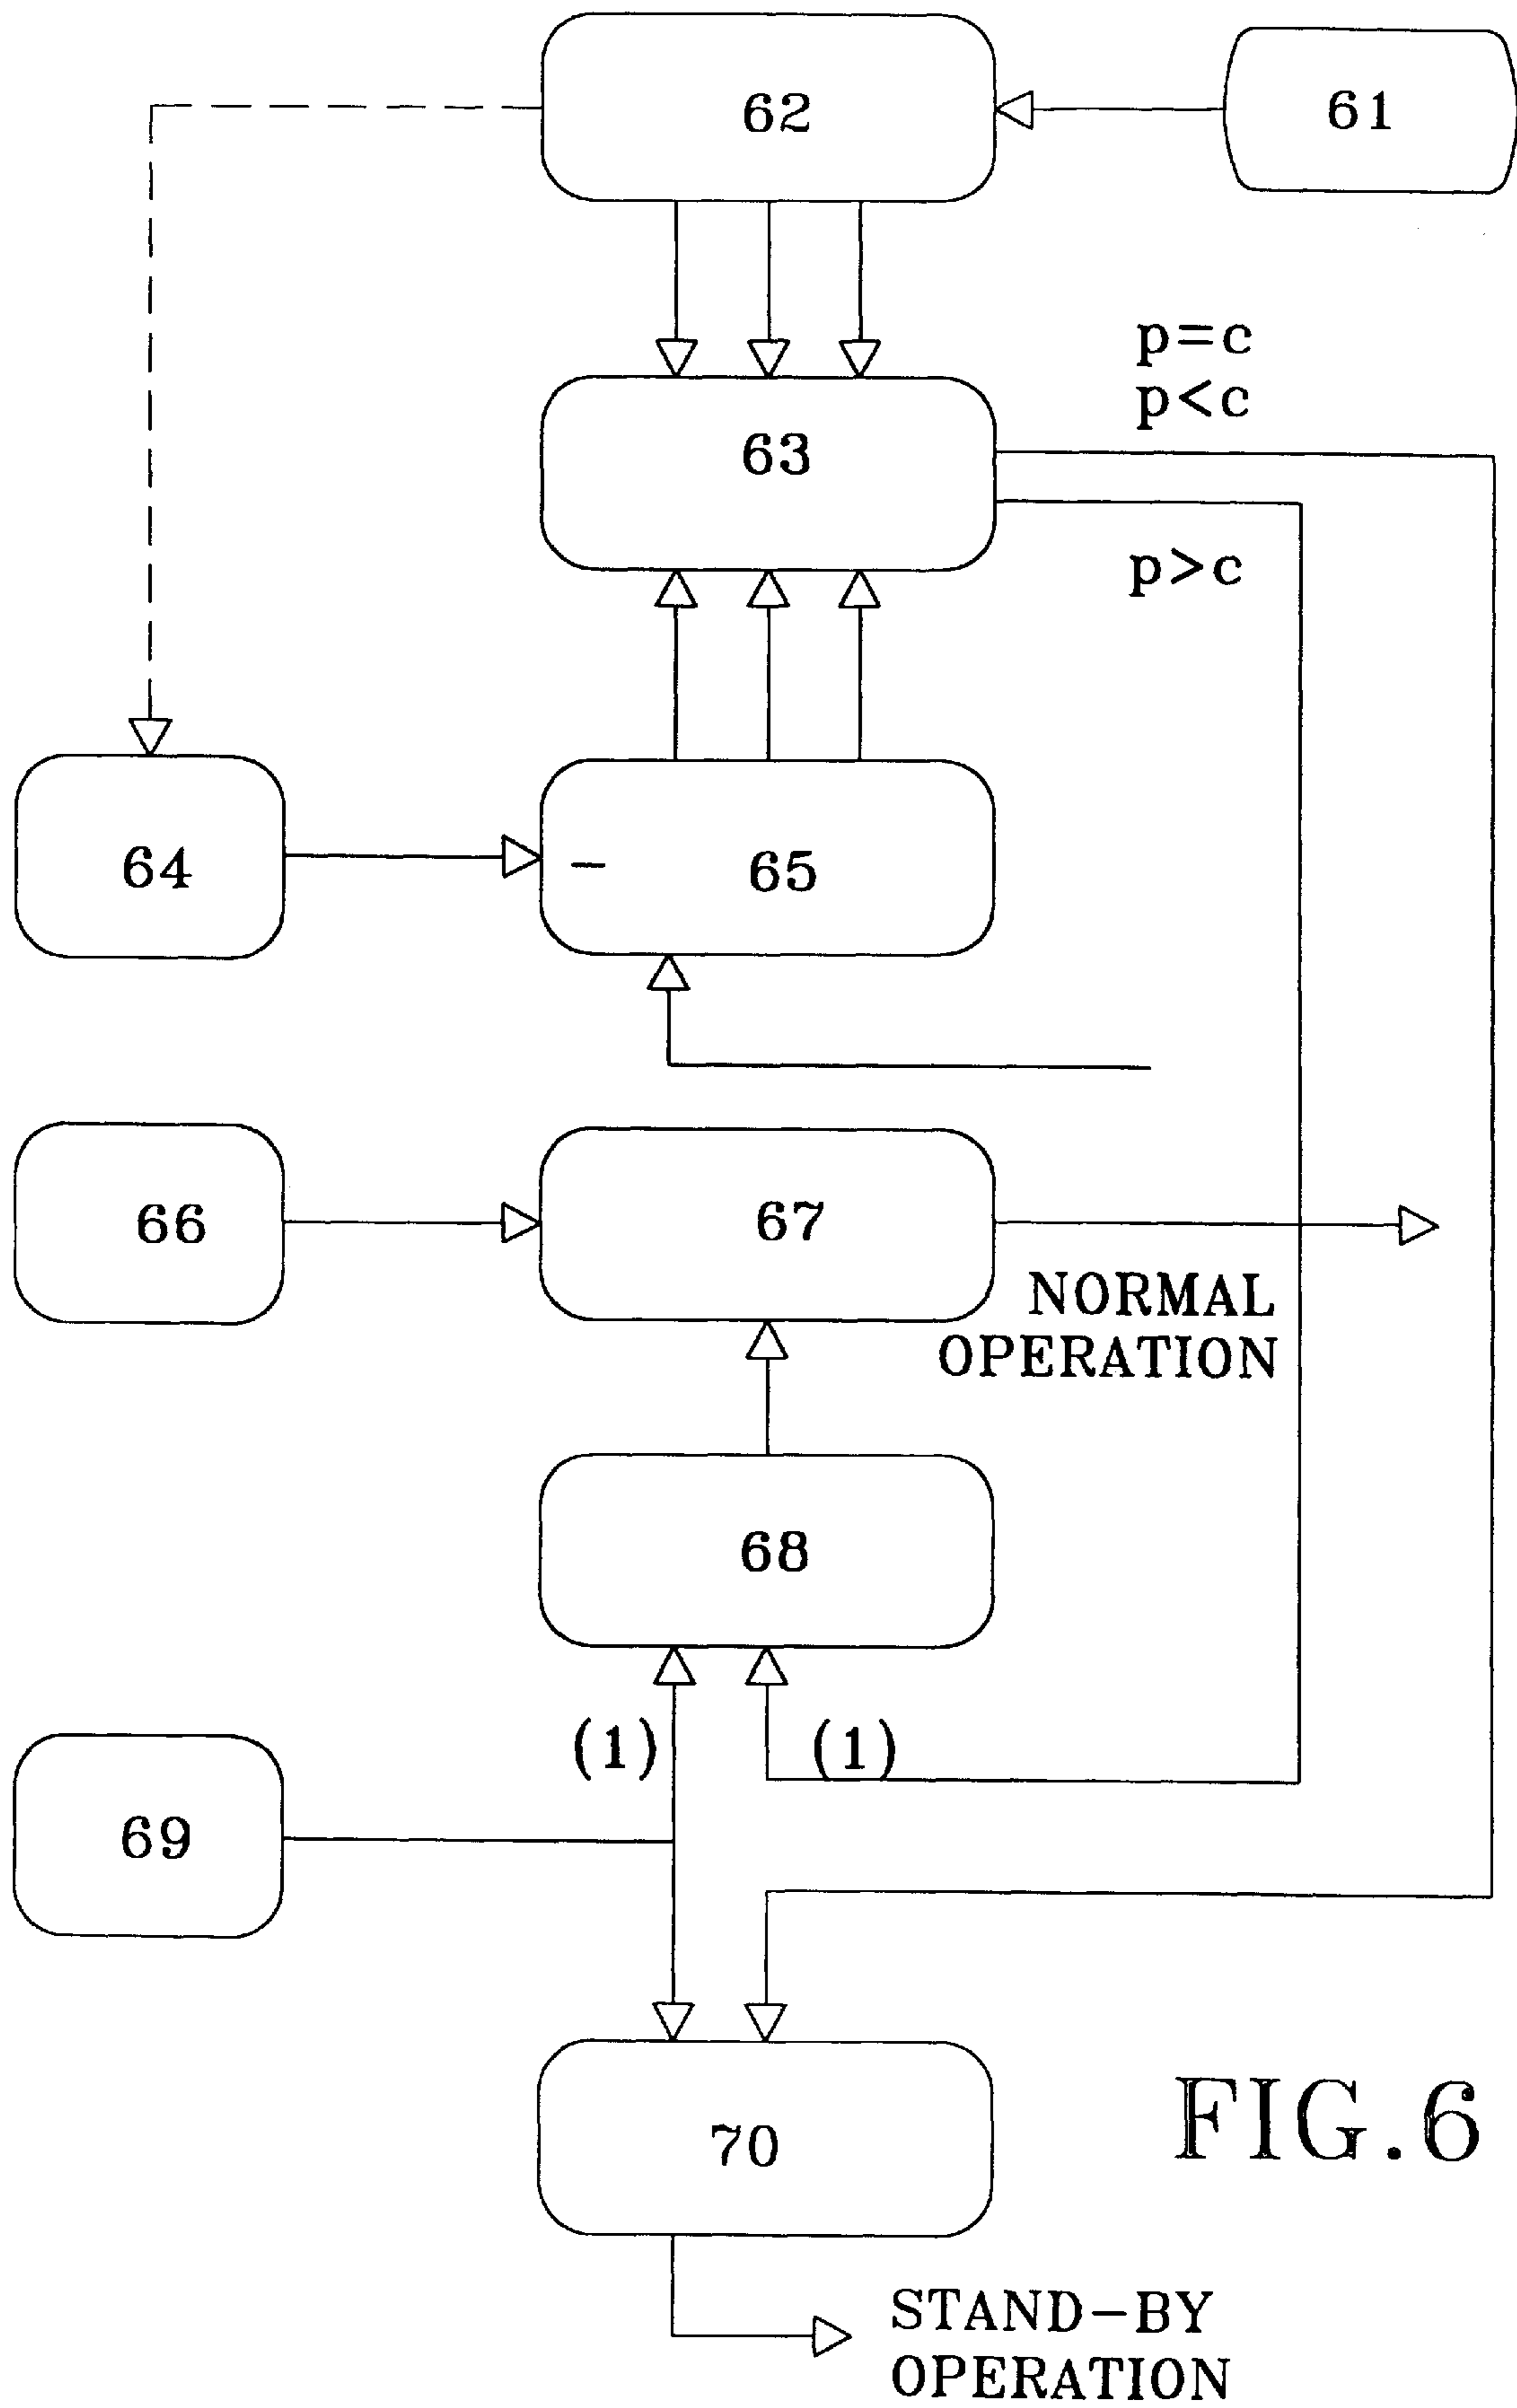 62
61
p=c
p<c
63
p>c
64
- 65
66
67
NORMAL
OPERATION
68
(1)
(1)
69
70
FIG.6
STAND-BY
OPERATION